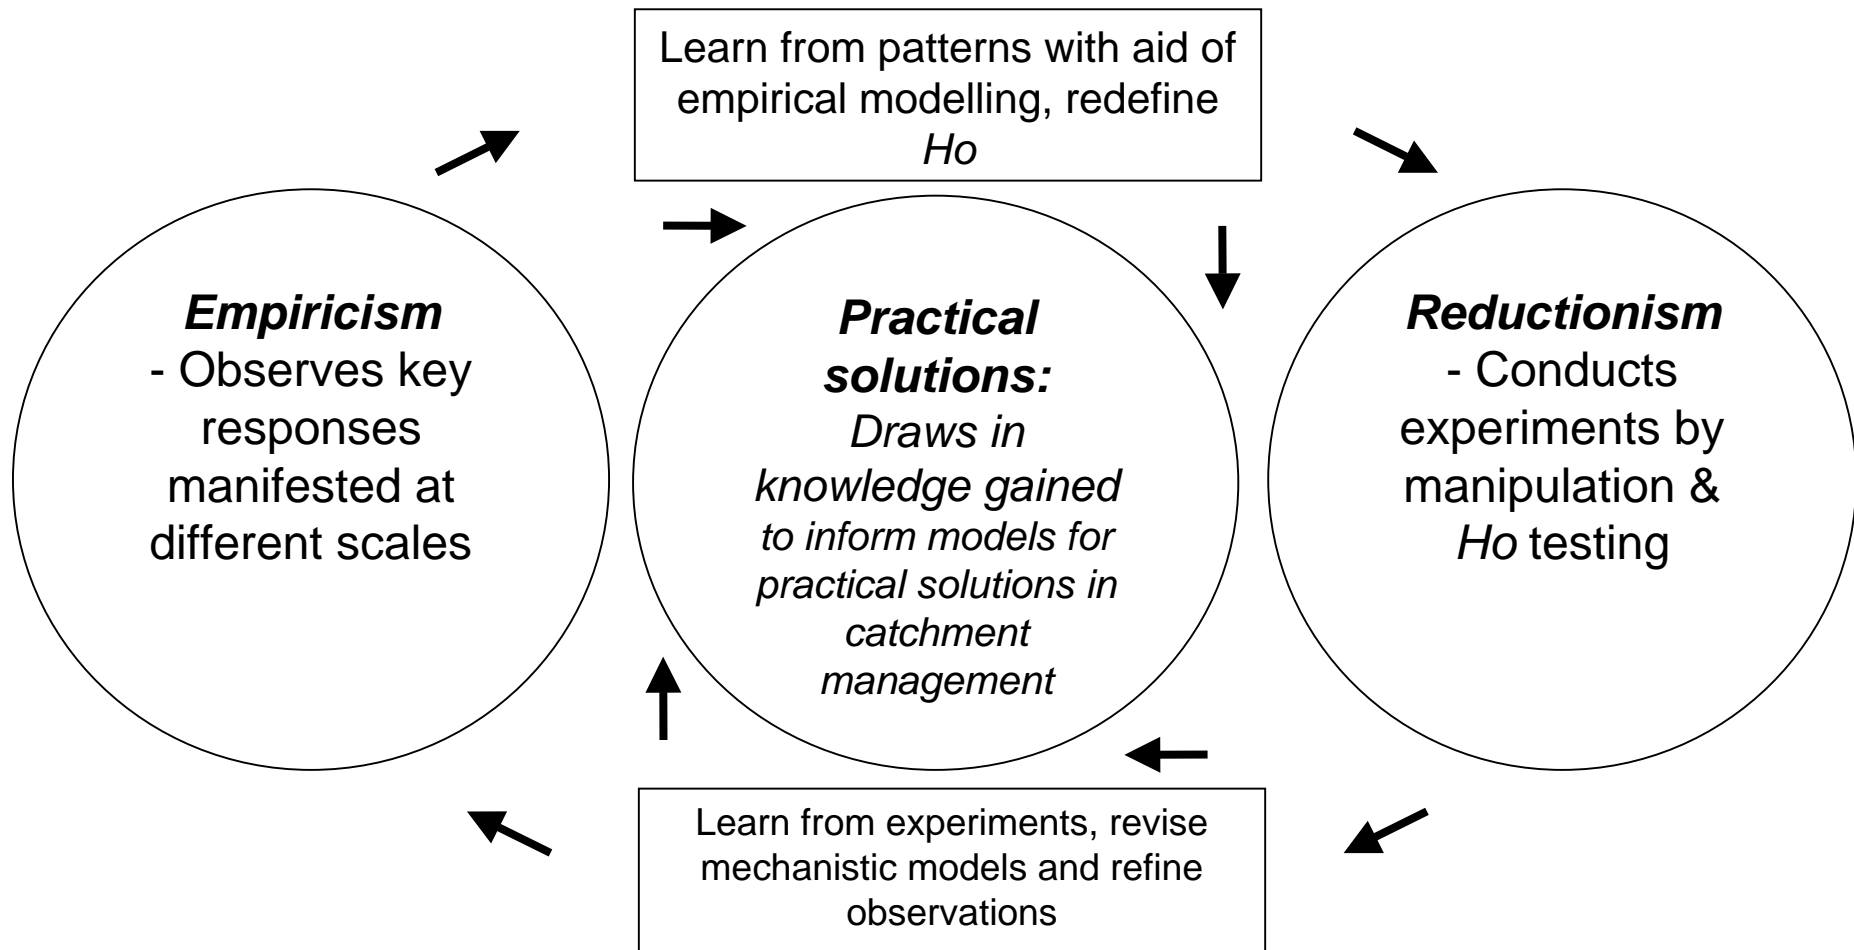 Learn from patterns with aid of
empirical modelling, redefine
Ho
Empiricism
- Observes key
responses
manifested at
different scales
Practical
solutions:
Draws in
knowledge gained
to inform models for
practical solutions in
catchment
management
Reductionism
- Conducts
experiments by
manipulation &
Ho testing
Learn from experiments, revise
mechanistic models and refine
observations